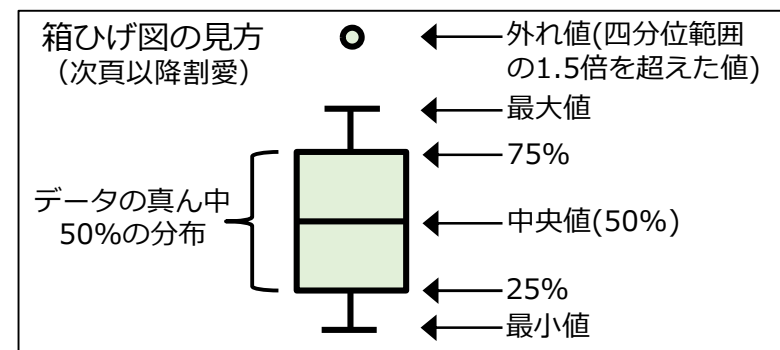 箱ひげ図の見方
（次頁以降割愛）
外れ値(四分位範囲
の1.5倍を超えた値)
最大値
75%
データの真ん中
50%の分布
中央値(50%)
25%
最小値